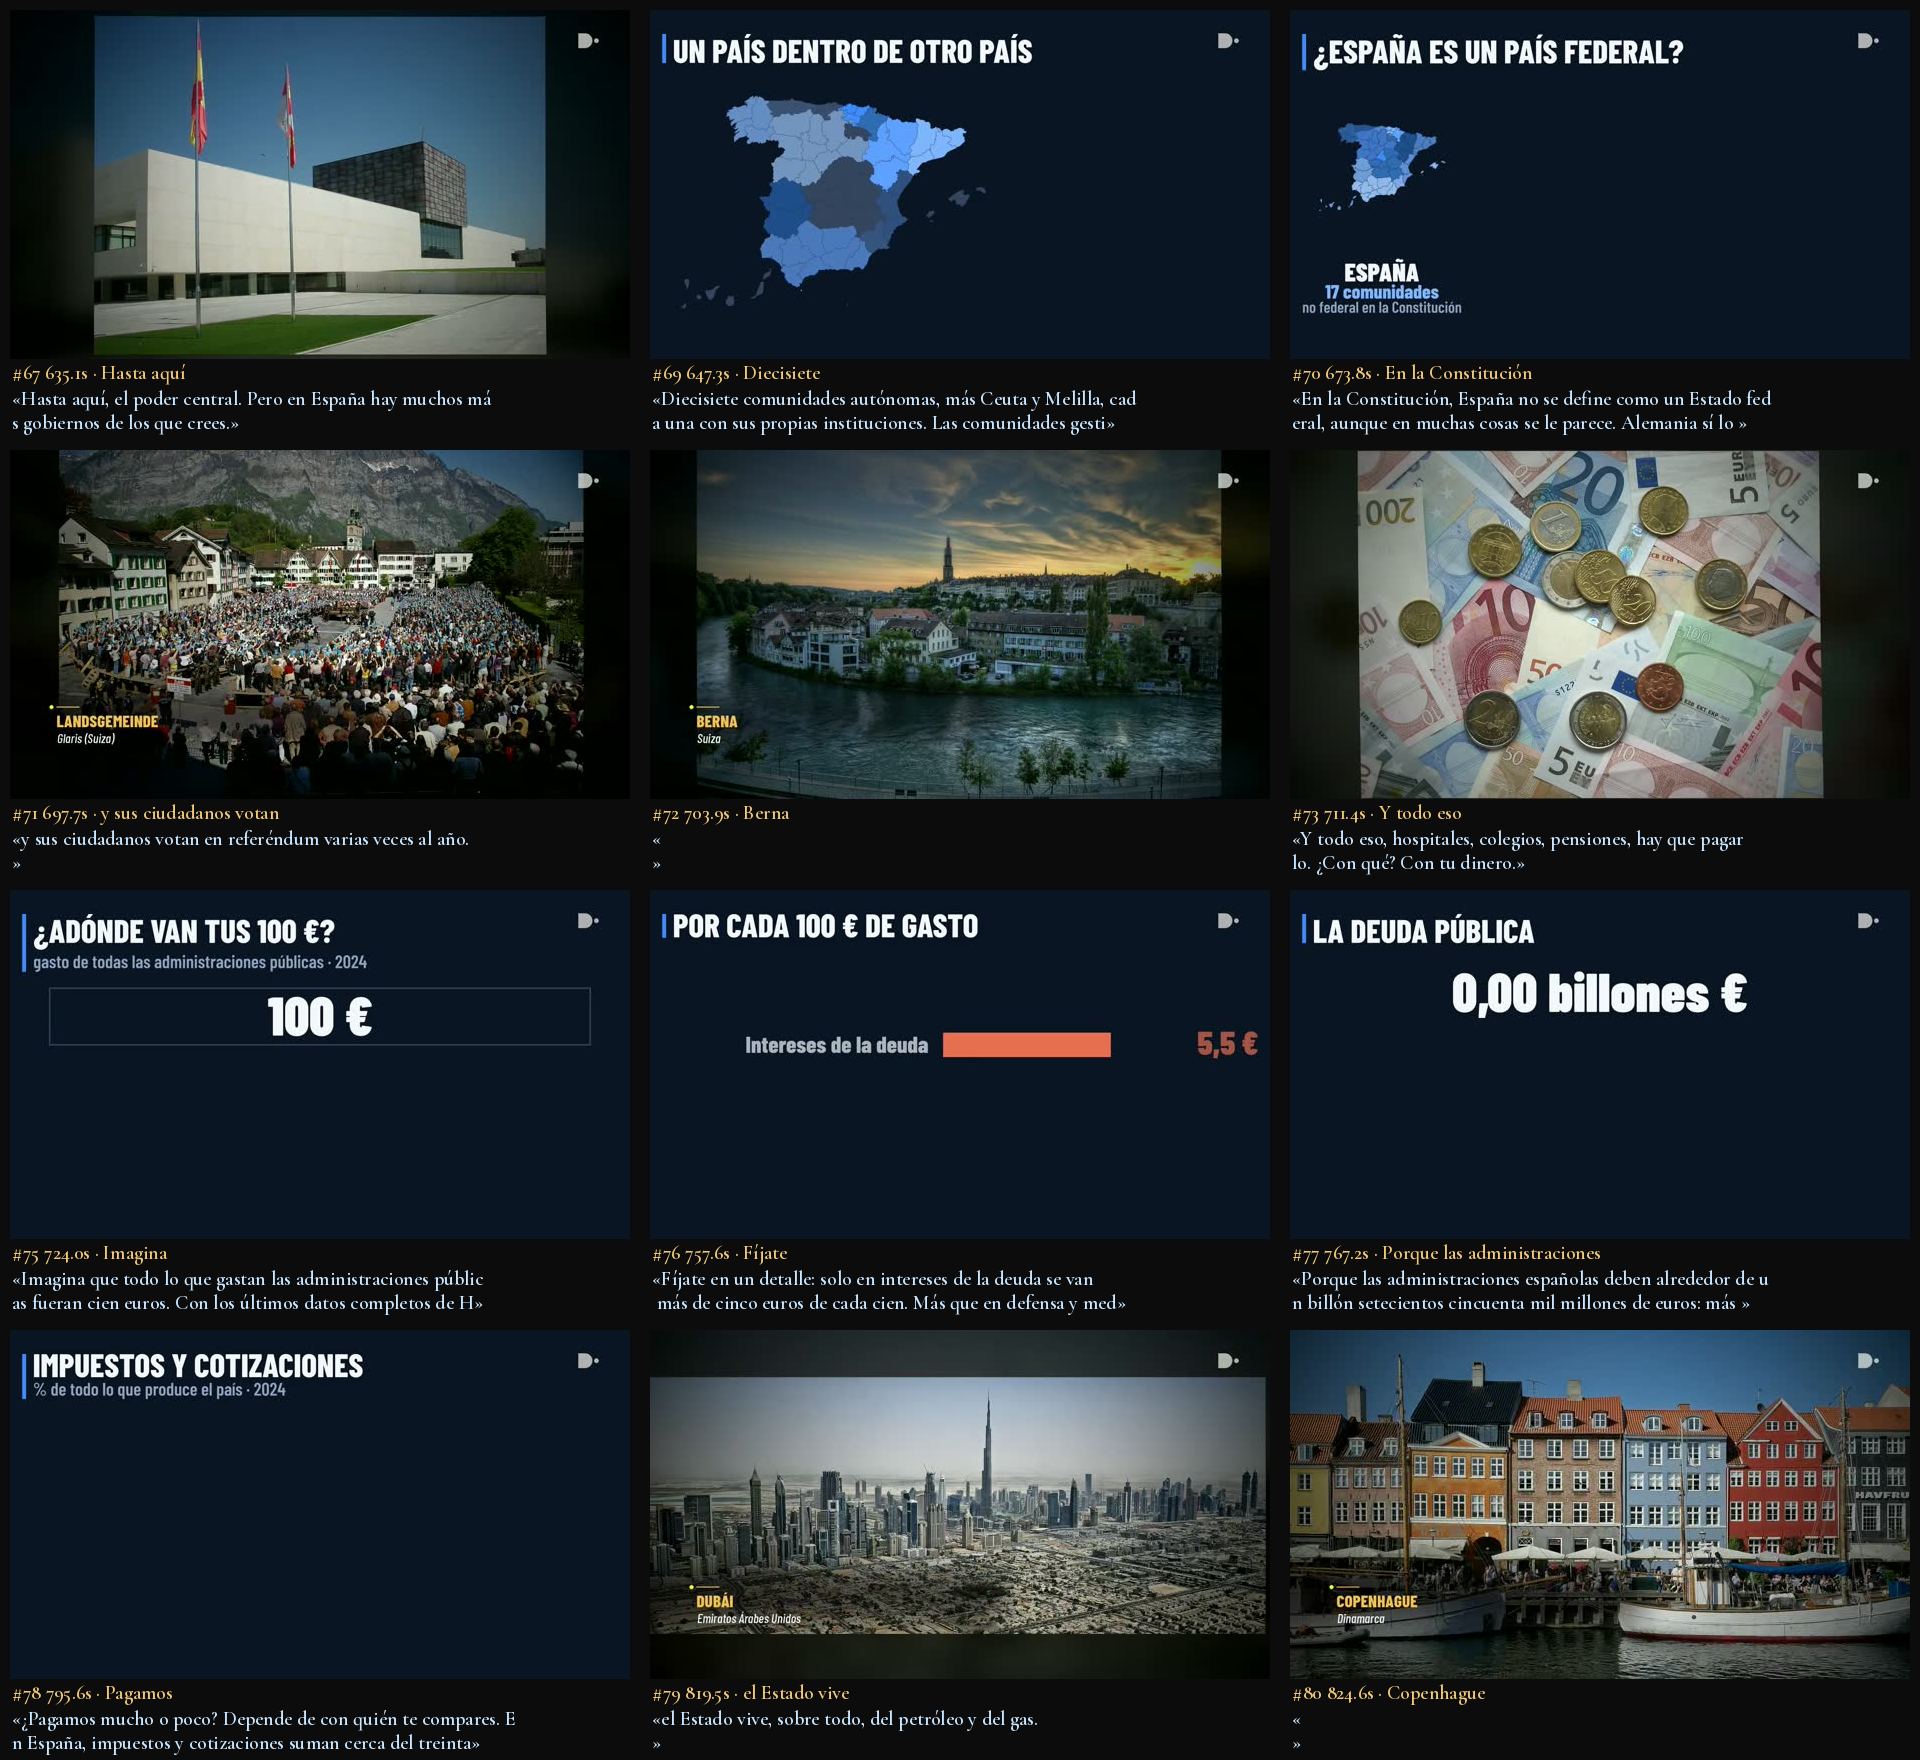 UN PAÍS DENTRO DE OTRO PAÍS
¿ESPAÑA ES UN PAÍS FEDERAL?
ESPAÑA
17 comunidades
no federal en la Constitución
#67 635.1s · Hasta aquí
«Hasta aquí, el poder central. Pero en España hay muchos má
s gobiernos de los que crees.»
#69 647.3s · Diecisiete
«Diecisiete comunidades autónomas, más Ceuta y Melilla, cad
a una con sus propias instituciones. Las comunidades gesti»
#70 673.8s · En la Constitución
«En la Constitución, España no se define como un Estado fed
eral, aunque en muchas cosas se le parece. Alemania sí lo »
LANDSGEMEINDE
Glaris (Suiza)
BERNA
Suiza
200
20
5 EUR
10
50
5 EU
#71 697.7s · y sus ciudadanos votan
«y sus ciudadanos votan en referéndum varias veces al año.
»
#72 703.9s · Berna
«
»
#73 711.4s · Y todo eso
«Y todo eso, hospitales, colegios, pensiones, hay que pagar
lo. ¿Con qué? Con tu dinero.»
¿ADÓNDE VAN TUS 100 €?
gasto de todas las administraciones públicas · 2024
100 €
POR CADA 100 € DE GASTO
Intereses de la deuda
5,5 €
LA DEUDA PÚBLICA
0,00 billones €
#75 724.0s · Imagina
«Imagina que todo lo que gastan las administraciones públic
as fueran cien euros. Con los últimos datos completos de H»
#76 757.6s · Fíjate
«Fíjate en un detalle: solo en intereses de la deuda se van
más de cinco euros de cada cien. Más que en defensa y med»
#77 767.2s · Porque las administraciones
«Porque las administraciones españolas deben alrededor de u
n billón setecientos cincuenta mil millones de euros: más »
IMPUESTOS Y COTIZACIONES
% de todo lo que produce el país · 2024
DUBÁI
Emiratos Árabes Unidos
HAVFRU
COPENHAGUE
Dinamarca
#78 795.6s · Pagamos
«¿Pagamos mucho o poco? Depende de con quién te compares. E
n España, impuestos y cotizaciones suman cerca del treinta»
#79 819.5s · el Estado vive
«el Estado vive, sobre todo, del petróleo y del gas.
»
#80 824.6s · Copenhague
«
»